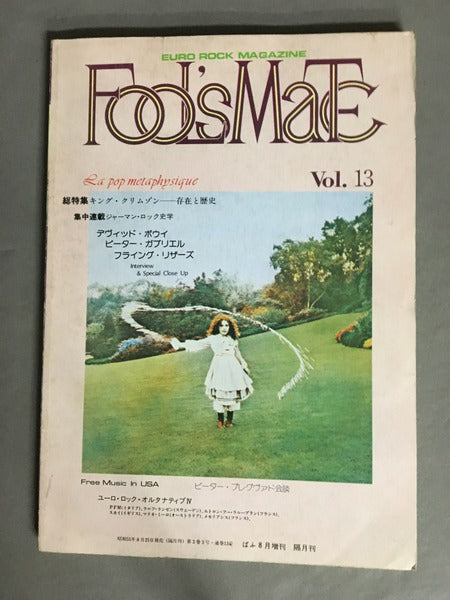 EURO ROCK MAGAZINE
FOOL'S MATE
La pop metaphysique
Vol. 13
総特集 キング・クリムゾン——存在と歴史
集中連載 ジャーマン・ロック史学
デヴィッド・ボウイ
ピーター・ガブリエル
フライング・リザーズ
Interview
& Special Close Up
Free Music In USA
ピーター・ブレグヴァド会談
ユーロ・ロック・オルタナティブⅣ
ぱふ8月増刊 隔月刊